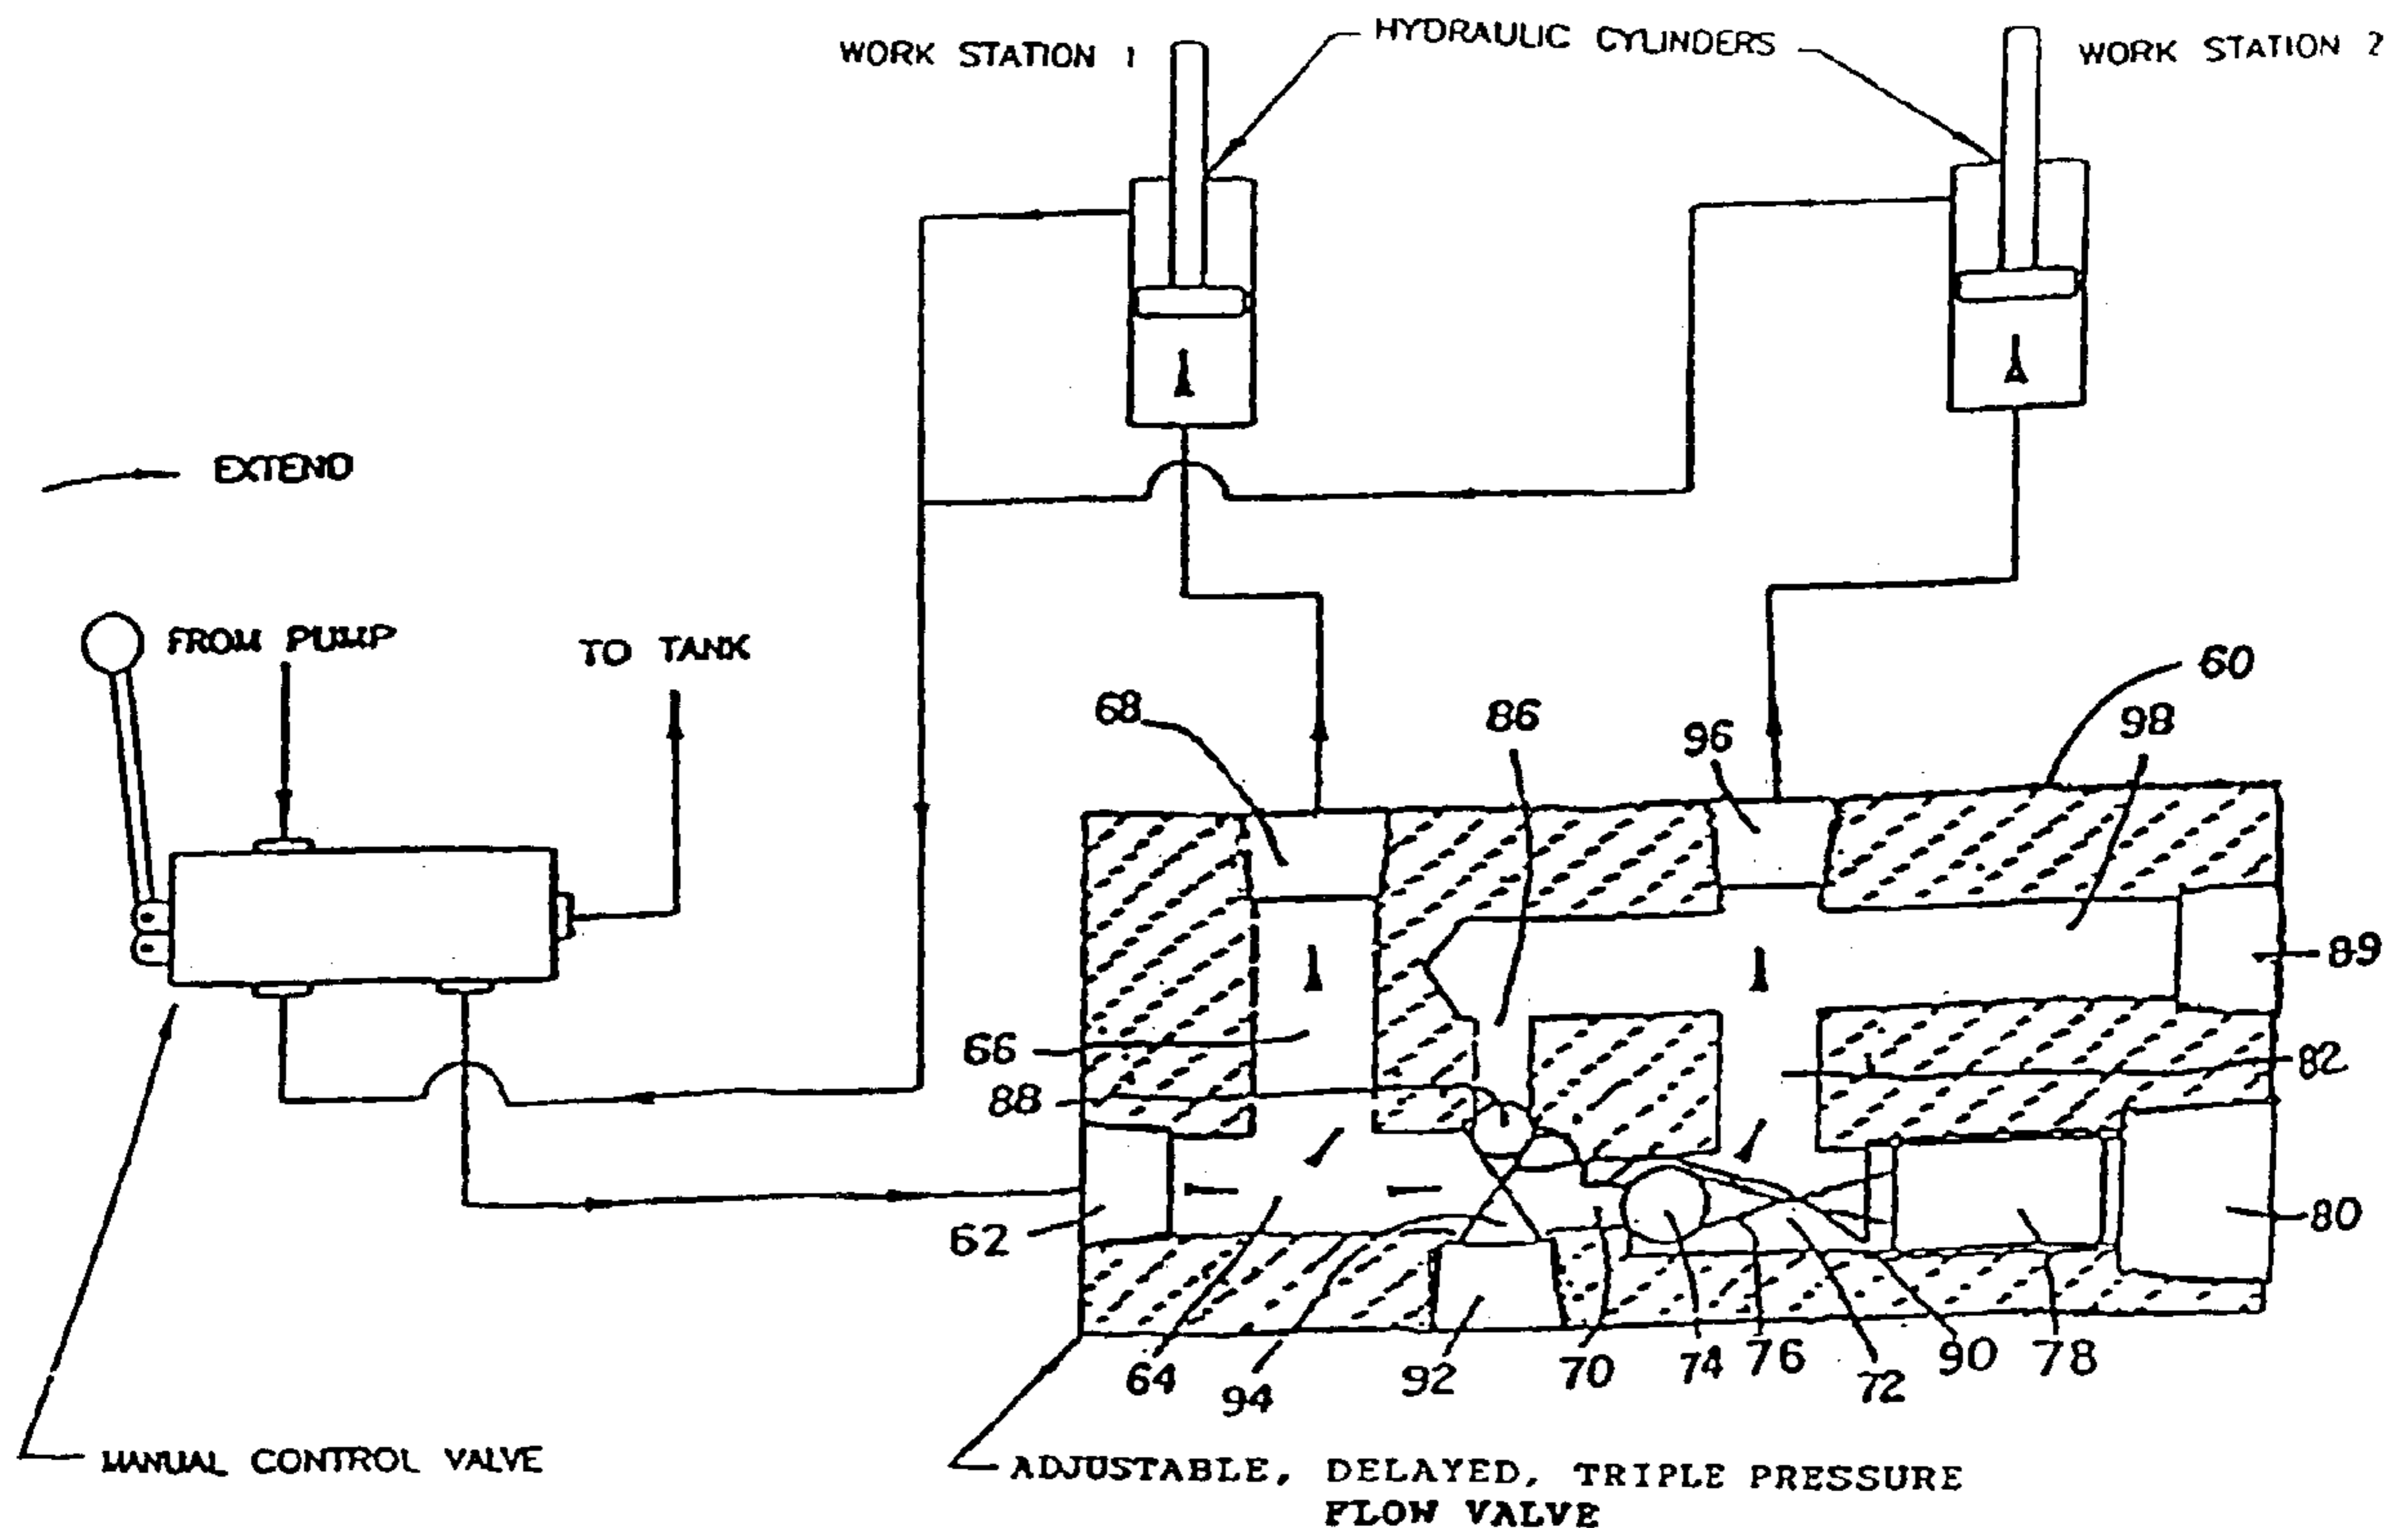 HYDRAULIC CYLINDERS
WORK STATION 1
WORK STATION 2
EXTEND
FROM PUMP
TO TANK
60
68
86
96
98
89
66
82
88
62
80
64
94
92
70
74
76
72
90
78
MANUAL CONTROL VALVE
ADJUSTABLE, DELAYED, TRIPLE PRESSURE
FLOW VALVE